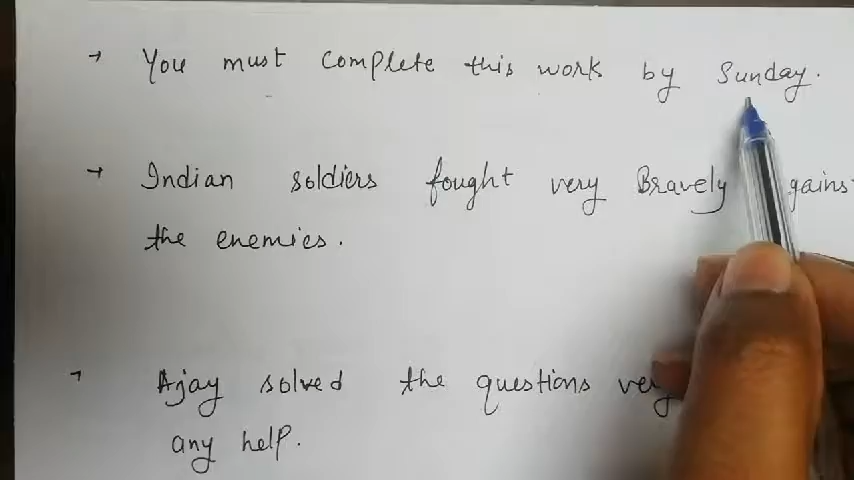 → You must complete this work by Sunday.
→ Indian soldiers fought very Bravely gains
the enemies.
→ Ajay solved the questions
any help.